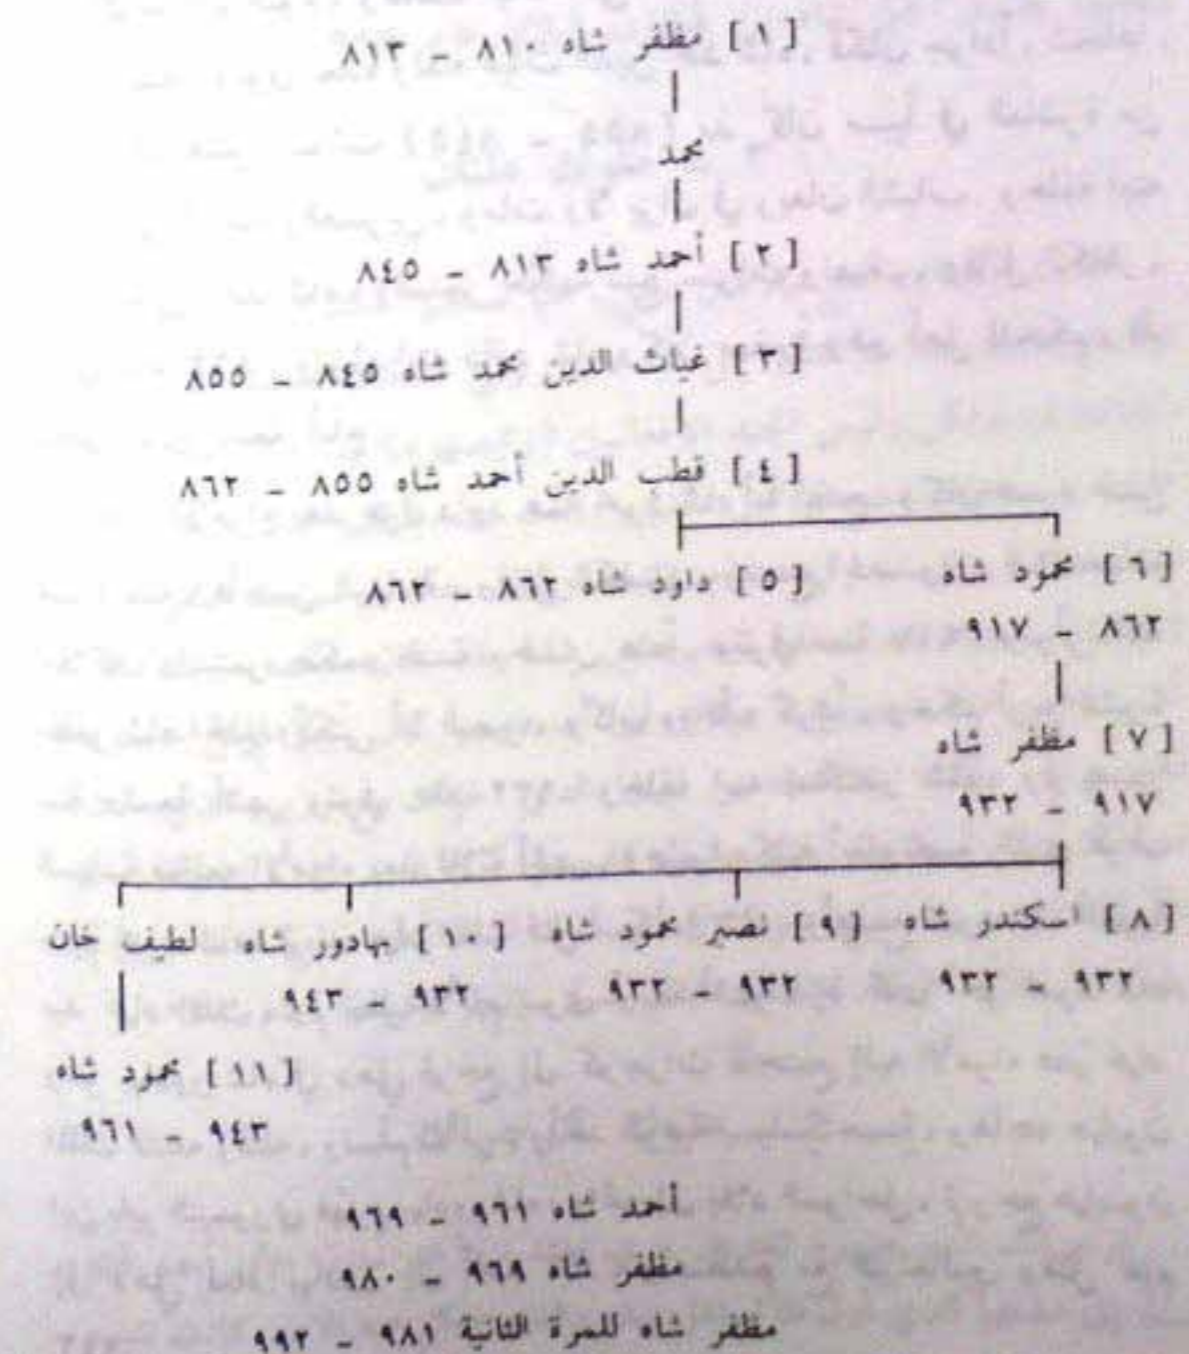 [ ١ ] مظفر شاه ٨١٠ - ٨١٣
محمد
[ ٢ ] أحمد شاه ٨١٣ - ٨٤٥
[ ٣ ] غياث الدين محمد شاه ٨٤٥ - ٨٥٥
[ ٤ ] قطب الدين أحمد شاه ٨٥٥ - ٨٦٢
[ ٦ ] محمود شاه [ ٥ ] داود شاه ٨٦٢ - ٨٦٢
٨٦٢ - ٩١٧
[ ٧ ] مظفر شاه
٩١٧ - ٩٣٢
[ ٨ ] اسكندر شاه [ ٩ ] نصير محمود شاه [ ١٠ ] بهادور شاه لطيف خان
٩٣٢ - ٩٣٢ ٩٣٢ - ٩٣٢ ٩٣٢ - ٩٤٣
[ ١١ ] محمود شاه
٩٤٣ - ٩٦١
أحمد شاه ٩٦١ - ٩٦٩
مظفر شاه ٩٦٩ - ٩٨٠
مظفر شاه للمرة الثانية ٩٨١ - ٩٩٢